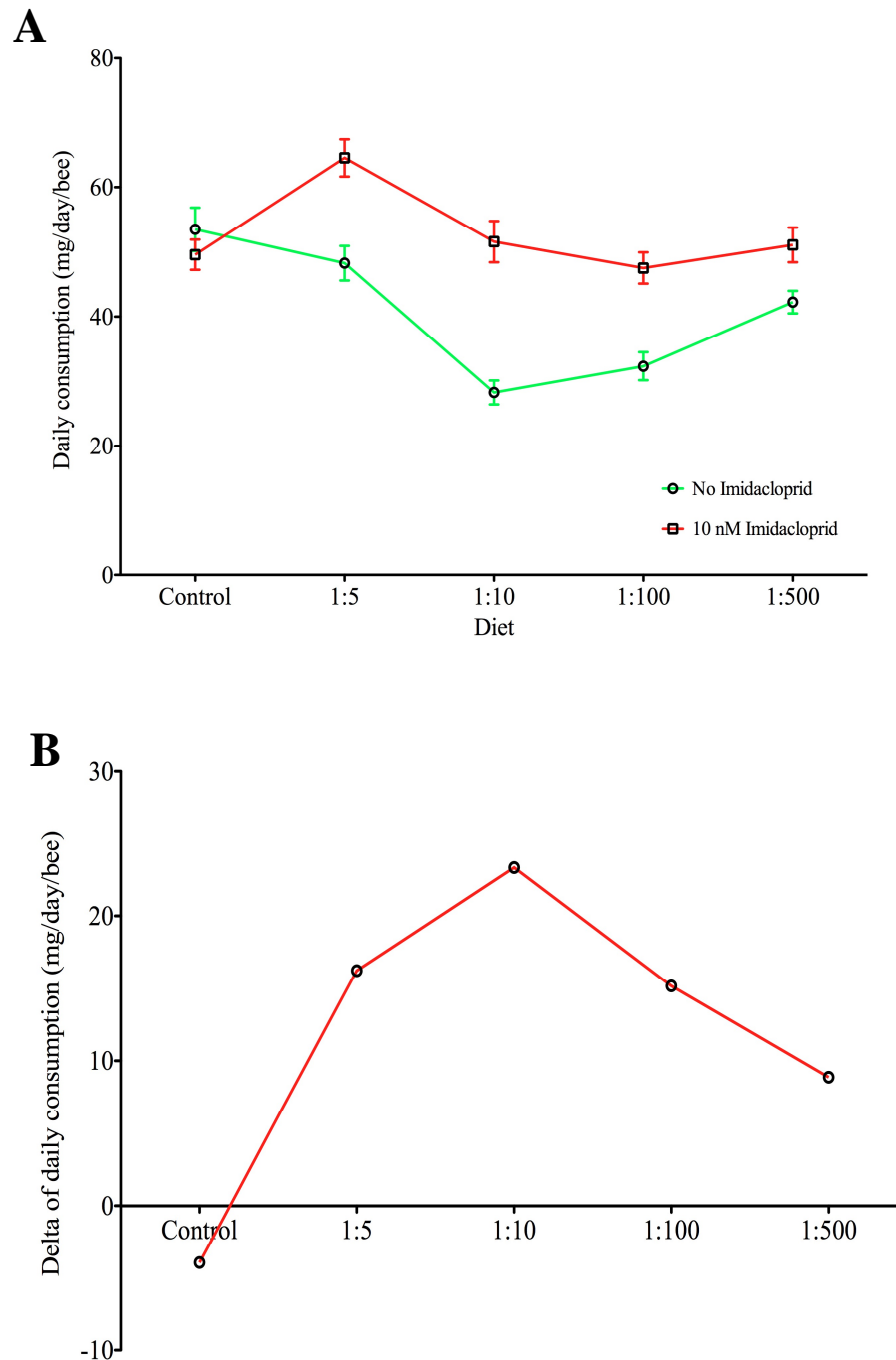 A
80
60
40
20
0
Daily consumption (mg/day/bee)
No Imidacloprid
10 nM Imidacloprid
Control 1:5 1:10 1:100 1:500
Diet
B
30
20
10
0
-10
Delta of daily consumption (mg/day/bee)
Control 1:5 1:10 1:100 1:500